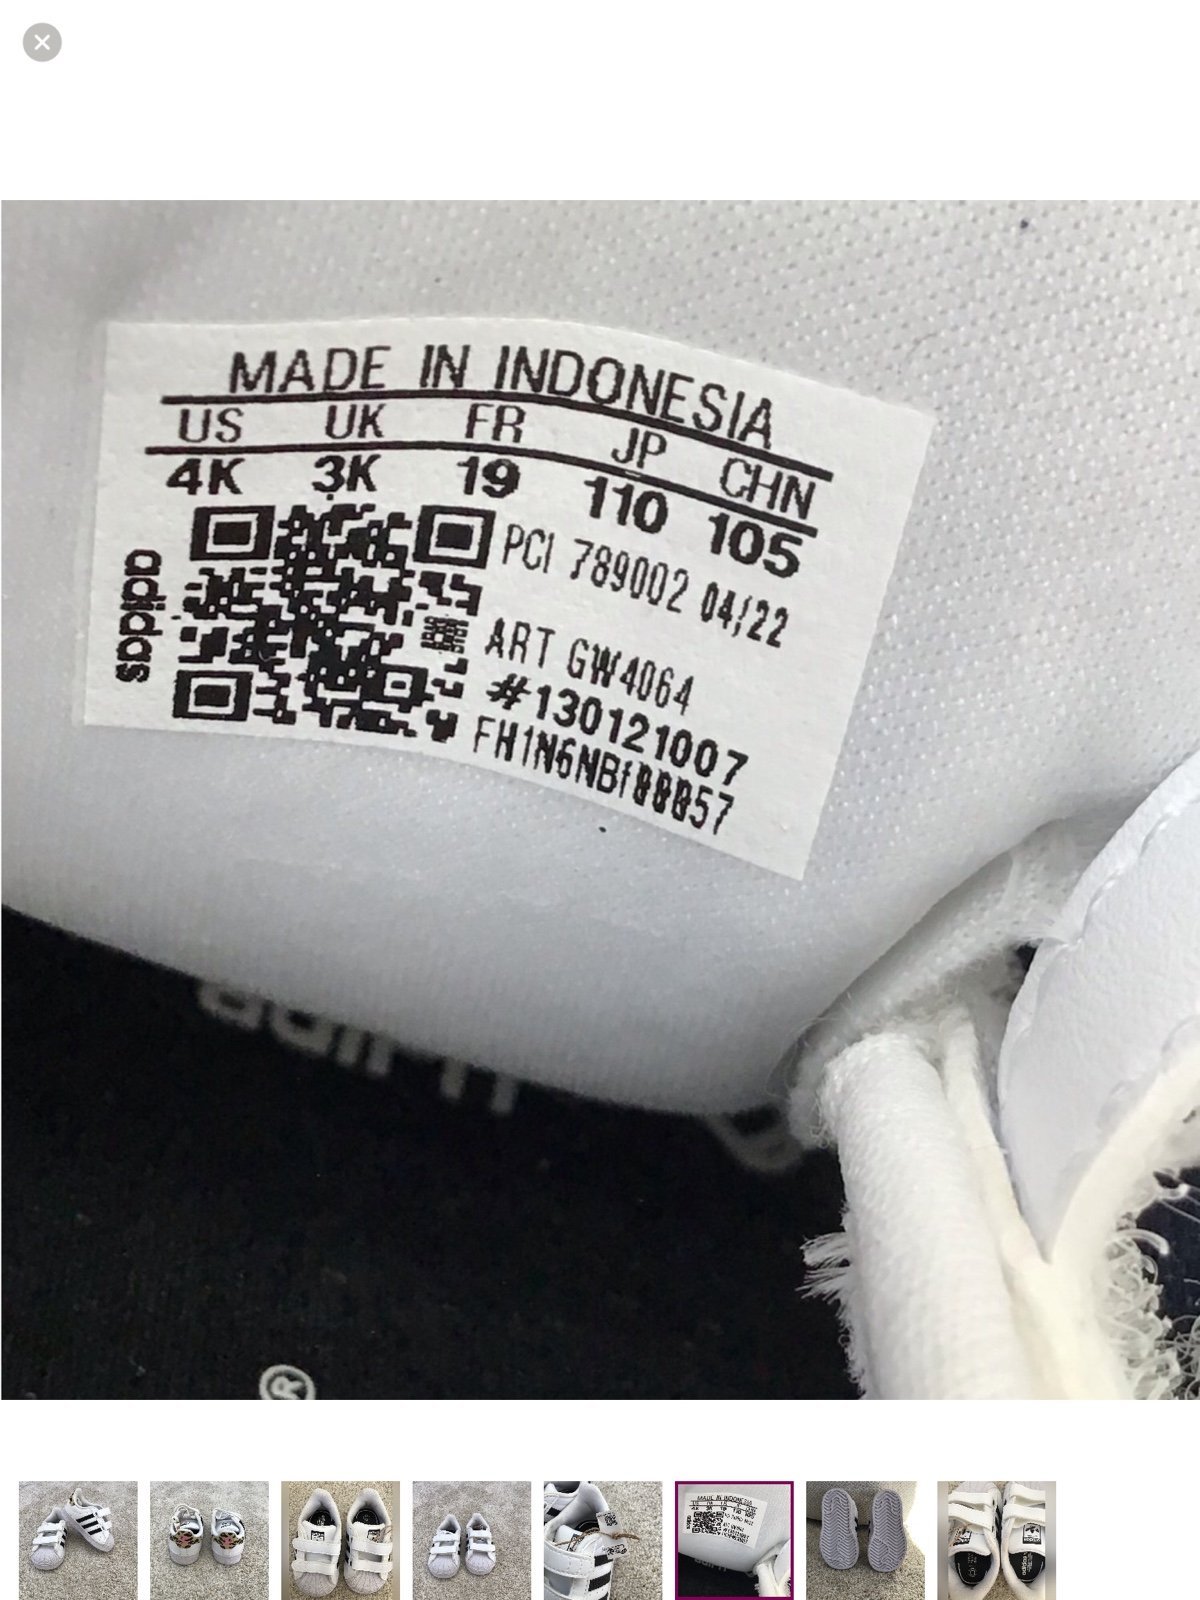 MADE IN INDONESIA
US UK FR JP CHN
4K 3K 19 110 105
PCI 789002 04/22
ART GW4064
#130121007
adidas